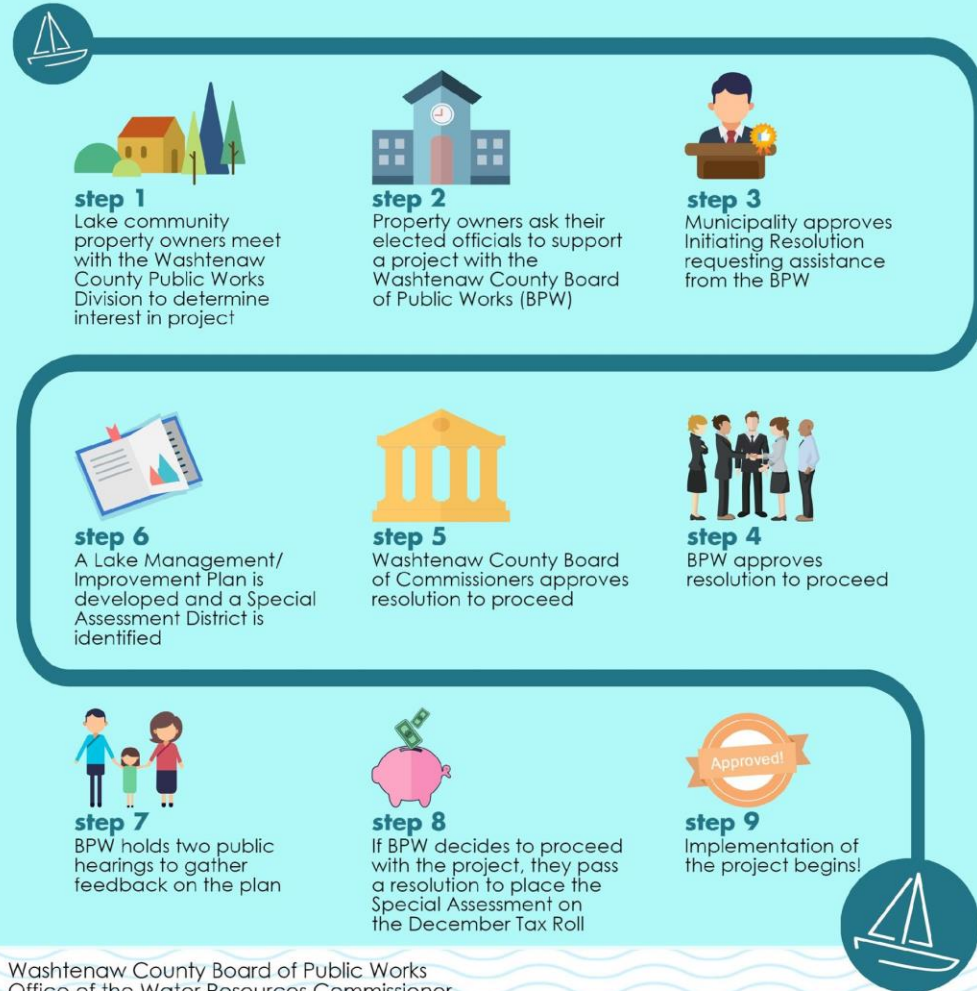 step 1
Lake community
property owners meet
with the Washtenaw
County Public Works
Division to determine
interest in project
step 2
Property owners ask their
elected officials to support
a project with the
Washtenaw County Board
of Public Works (BPW)
step 3
Municipality approves
Initiating Resolution
requesting assistance
from the BPW
step 4
BPW approves
resolution to proceed
step 5
Washtenaw County Board
of Commissioners approves
resolution to proceed
step 6
A Lake Management/
Improvement Plan is
developed and a Special
Assessment District is
identified
step 7
BPW holds two public
hearings to gather
feedback on the plan
step 8
If BPW decides to proceed
with the project, they pass
a resolution to place the
Special Assessment on
the December Tax Roll
Approved!
step 9
Implementation of
the project begins!
Washtenaw County Board of Public Works
Office of the Water Resources Commissioner